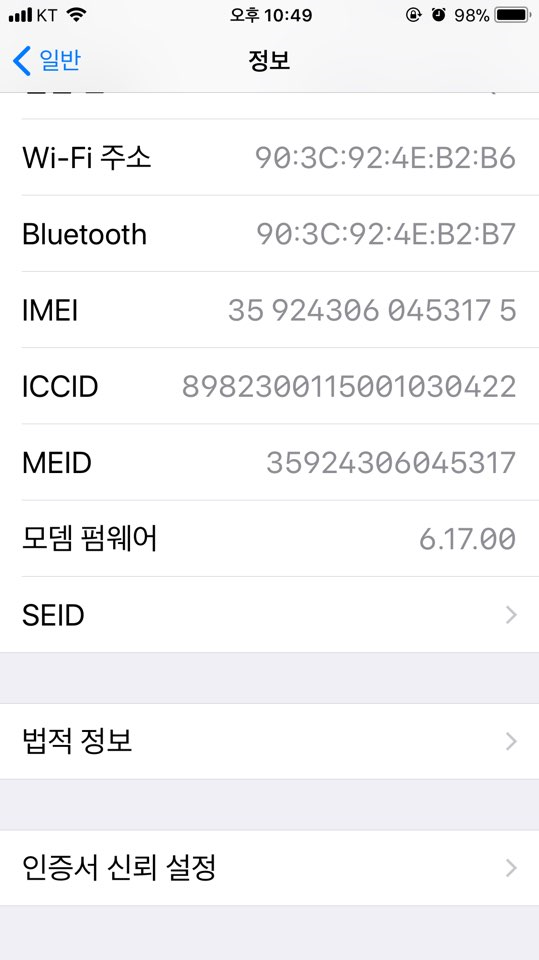 KT 오후 10:49 98%
일반 정보
Wi-Fi 주소 90:3C:92:4E:B2:B6
Bluetooth 90:3C:92:4E:B2:B7
IMEI 35 924306 045317 5
ICCID 8982300115001030422
MEID 35924306045317
모뎀 펌웨어 6.17.00
SEID
법적 정보
인증서 신뢰 설정